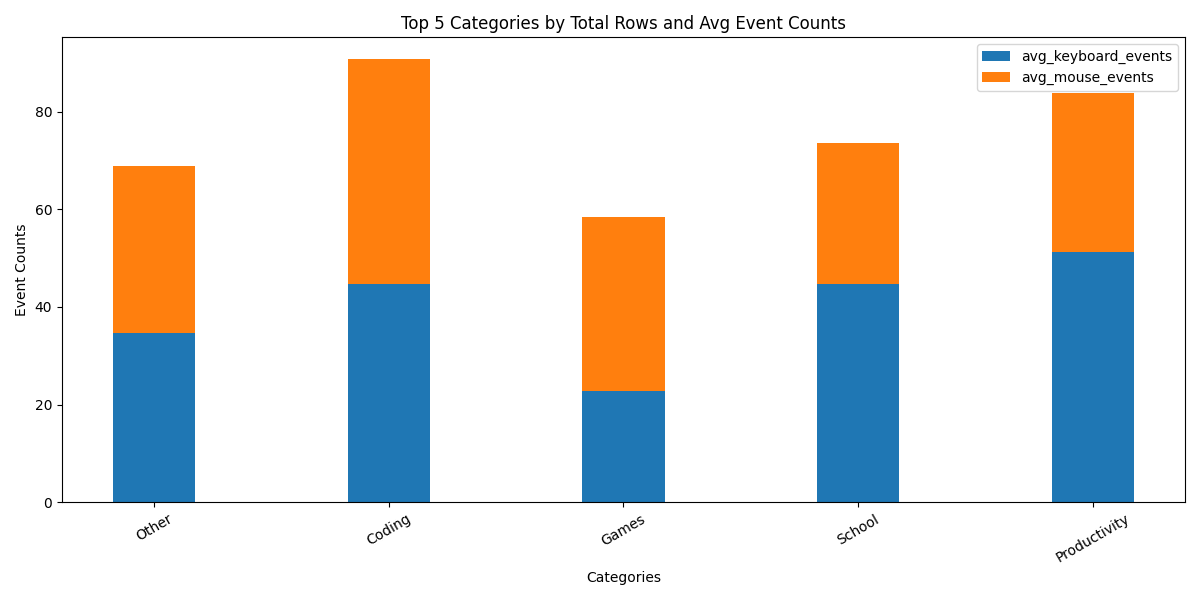 Top 5 Categories by Total Rows and Avg Event Counts
avg_keyboard_events
avg_mouse_events
Event Counts
80
60
40
20
0
Other
Coding
Games
School
Productivity
Categories